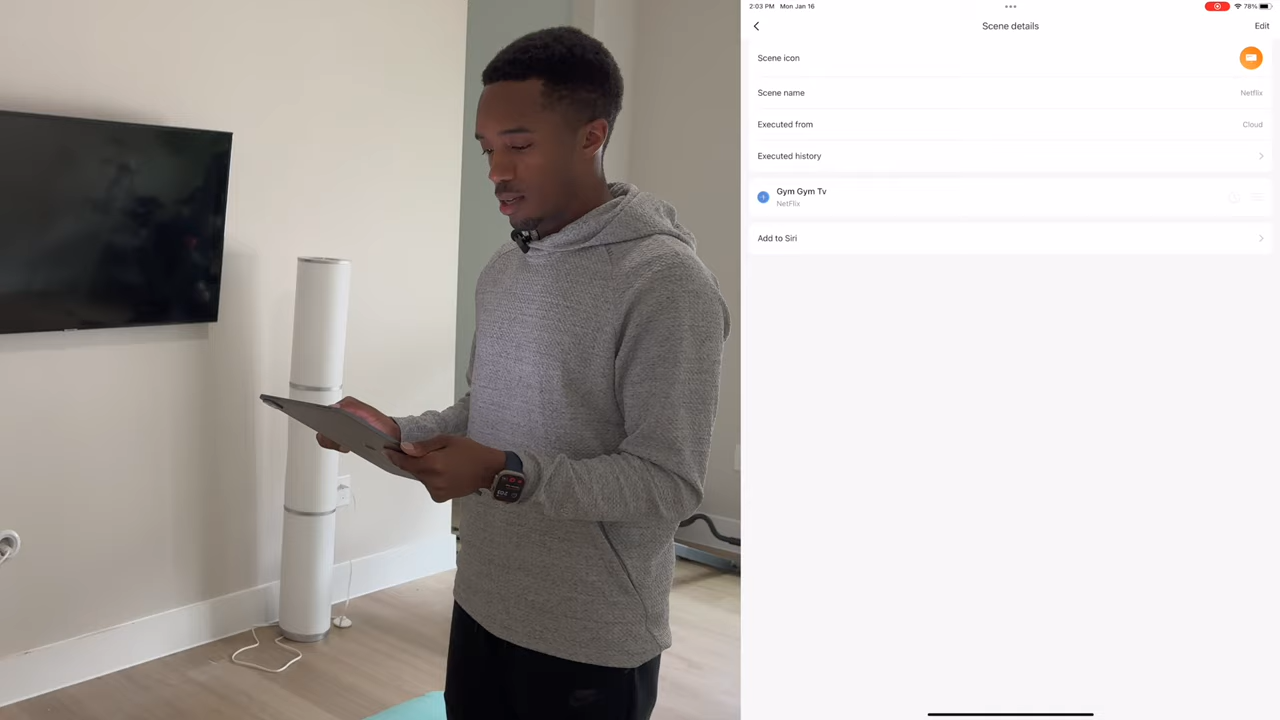 2:03 PM Mon Jan 16
78%
Scene details
Edit
Scene icon
Scene name
Netflix
Executed from
Cloud
Executed history
Gym Gym Tv
NetFlix
Add to Siri